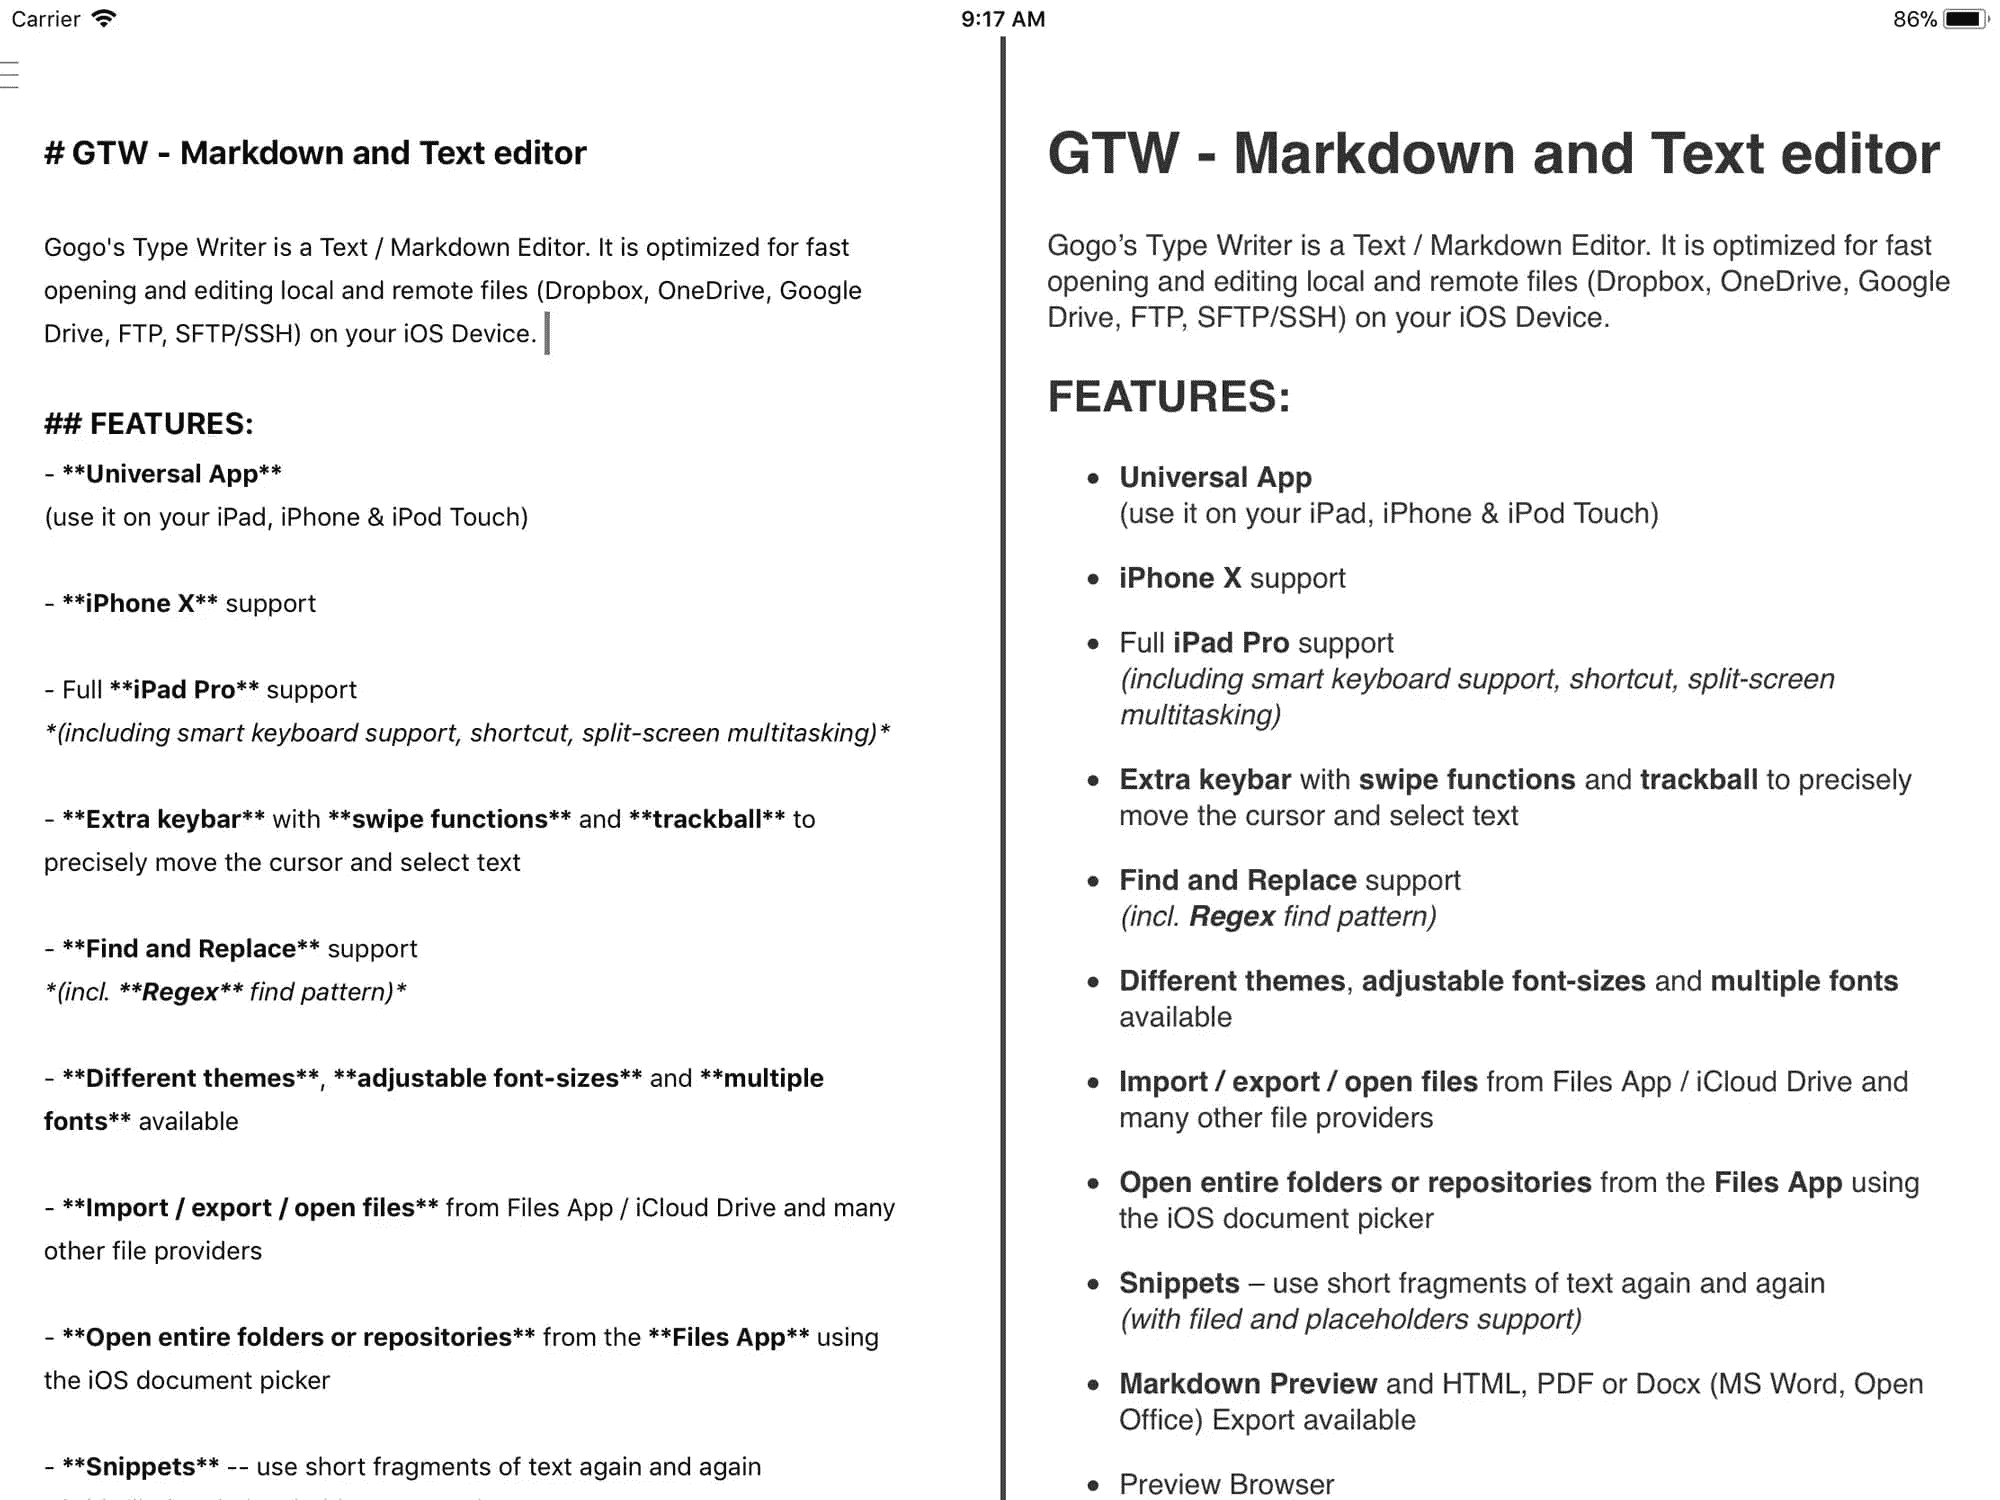 Carrier
9:17 AM
86%
# GTW - Markdown and Text editor
Gogo's Type Writer is a Text / Markdown Editor. It is optimized for fast
opening and editing local and remote files (Dropbox, OneDrive, Google
Drive, FTP, SFTP/SSH) on your iOS Device.
## FEATURES:
- **Universal App**
(use it on your iPad, iPhone & iPod Touch)
- **iPhone X** support
- Full **iPad Pro** support
*(including smart keyboard support, shortcut, split-screen multitasking)*
- **Extra keybar** with **swipe functions** and **trackball** to
precisely move the cursor and select text
- **Find and Replace** support
*(incl. **Regex** find pattern)*
- **Different themes**, **adjustable font-sizes** and **multiple
fonts** available
- **Import / export / open files** from Files App / iCloud Drive and many
other file providers
- **Open entire folders or repositories** from the **Files App** using
the iOS document picker
- **Snippets** -- use short fragments of text again and again
GTW - Markdown and Text editor
Gogo’s Type Writer is a Text / Markdown Editor. It is optimized for fast
opening and editing local and remote files (Dropbox, OneDrive, Google
Drive, FTP, SFTP/SSH) on your iOS Device.
FEATURES:
• Universal App
(use it on your iPad, iPhone & iPod Touch)
• iPhone X support
• Full iPad Pro support
(including smart keyboard support, shortcut, split-screen
multitasking)
• Extra keybar with swipe functions and trackball to precisely
move the cursor and select text
• Find and Replace support
(incl. Regex find pattern)
• Different themes, adjustable font-sizes and multiple fonts
available
• Import / export / open files from Files App / iCloud Drive and
many other file providers
• Open entire folders or repositories from the Files App using
the iOS document picker
• Snippets – use short fragments of text again and again
(with filed and placeholders support)
• Markdown Preview and HTML, PDF or Docx (MS Word, Open
Office) Export available
• Preview Browser